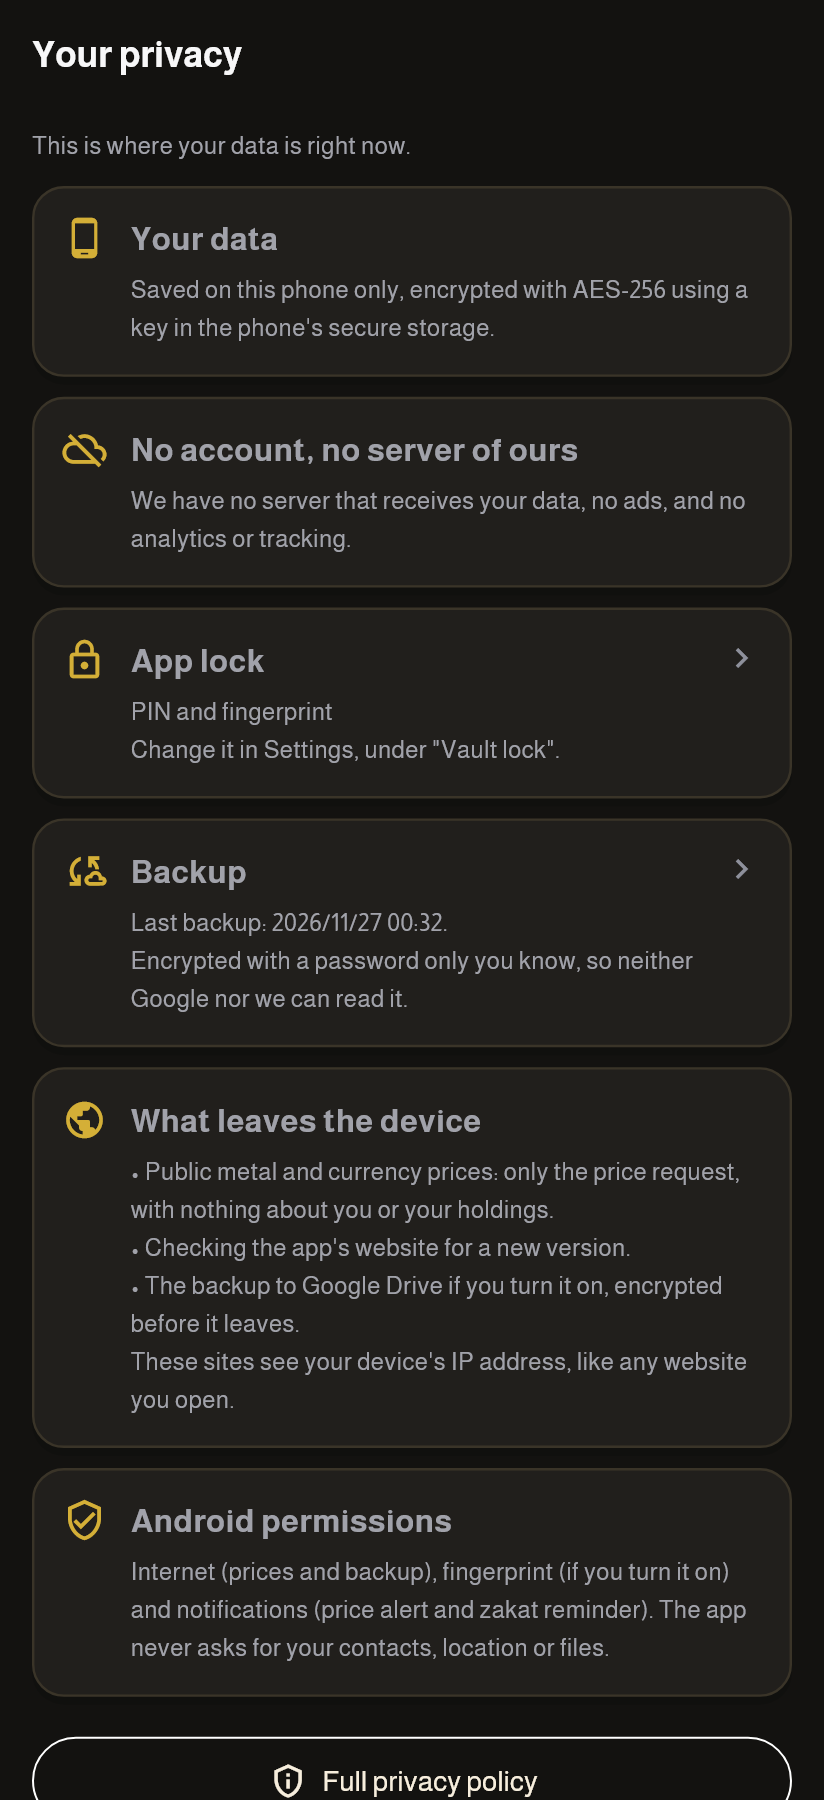 Your privacy
This is where your data is right now.
Your data
Saved on this phone only, encrypted with AES-256 using a
key in the phone's secure storage.
No account, no server of ours
We have no server that receives your data, no ads, and no
analytics or tracking.
App lock
PIN and fingerprint
Change it in Settings, under "Vault lock".
Backup
Last backup: 2026/11/27 00:32.
Encrypted with a password only you know, so neither
Google nor we can read it.
What leaves the device
• Public metal and currency prices: only the price request,
with nothing about you or your holdings.
• Checking the app's website for a new version.
• The backup to Google Drive if you turn it on, encrypted
before it leaves.
These sites see your device's IP address, like any website
you open.
Android permissions
Internet (prices and backup), fingerprint (if you turn it on)
and notifications (price alert and zakat reminder). The app
never asks for your contacts, location or files.
Full privacy policy